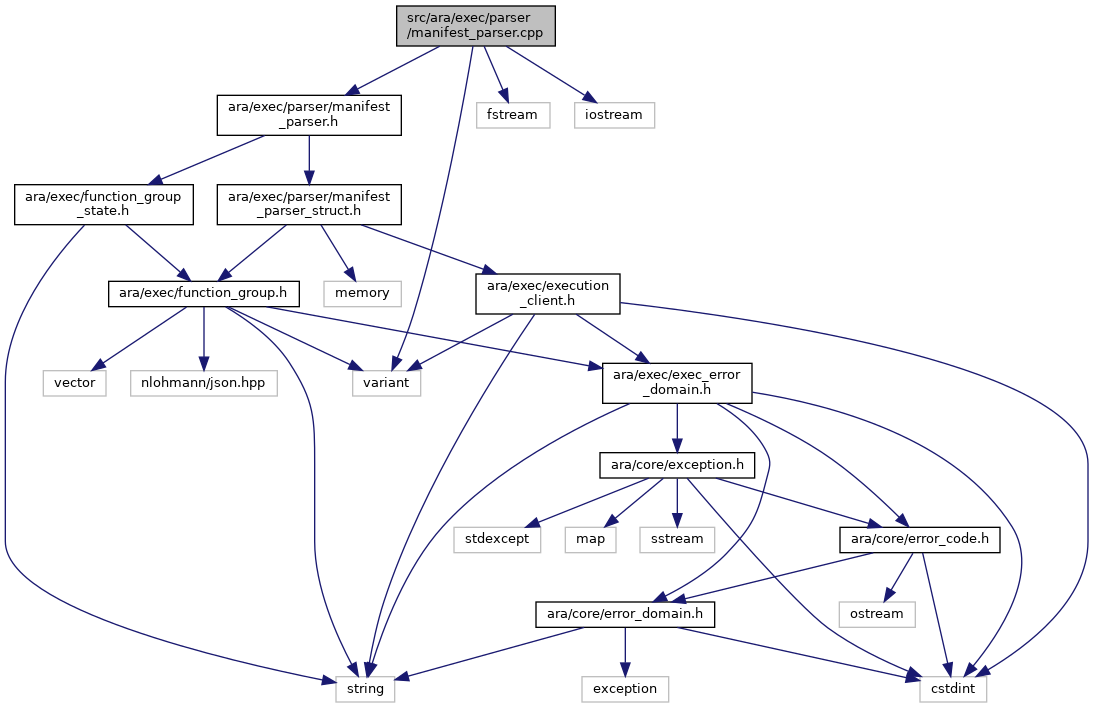 src/ara/exec/parser
/manifest_parser.cpp
ara/exec/parser/manifest
_parser.h
fstream
iostream
ara/exec/function_group
_state.h
ara/exec/parser/manifest
_parser_struct.h
ara/exec/function_group.h
memory
ara/exec/execution
_client.h
vector
nlohmann/json.hpp
variant
ara/exec/exec_error
_domain.h
ara/core/exception.h
stdexcept
map
sstream
ara/core/error_code.h
ara/core/error_domain.h
ostream
string
exception
cstdint